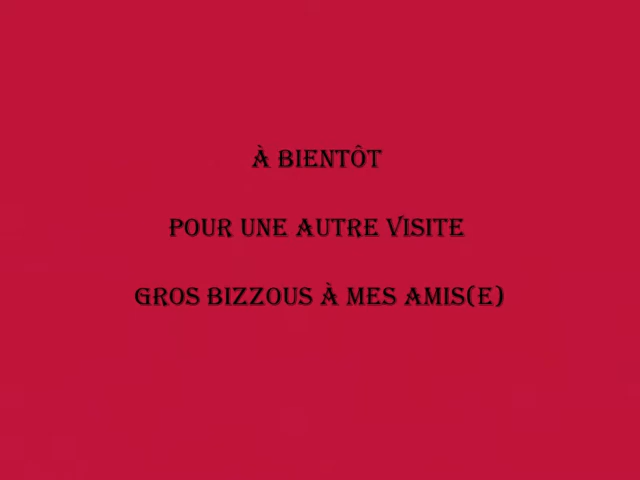 À BIENTÔT
POUR UNE AUTRE VISITE
GROS BIZZOUS À MES AMIS(E)